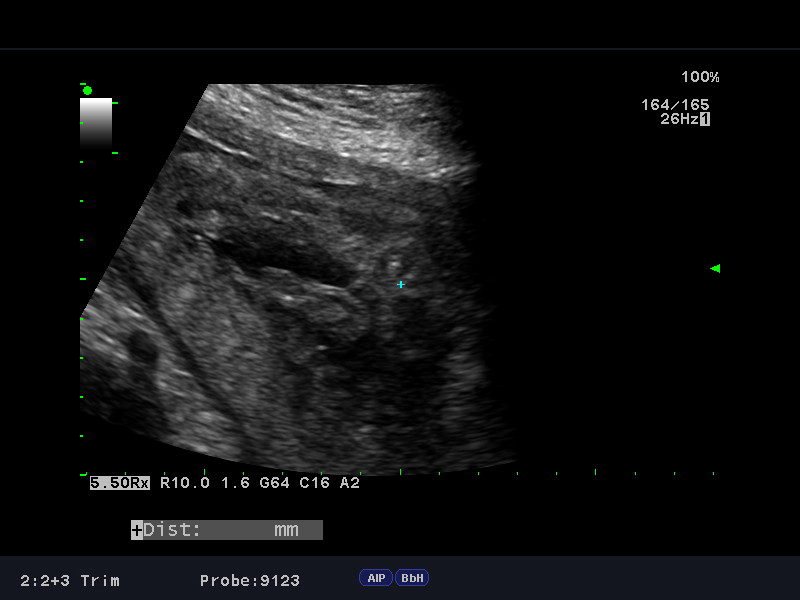 100%
164/165
26Hz1
5.50Rx R10.0 1.6 G64 C16 A2
+Dist: mm
2:2+3 Trim Probe:9123 AIP BbH